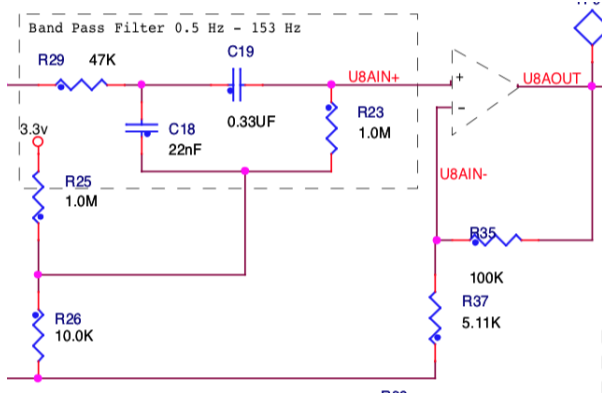 Band Pass Filter 0.5 Hz - 153 Hz
R29
47K
C19
U8AIN+
+
U8AOUT
-
C18
22nF
0.33UF
R23
1.0M
3.3v
R25
1.0M
U8AIN-
R35
100K
R26
10.0K
R37
5.11K